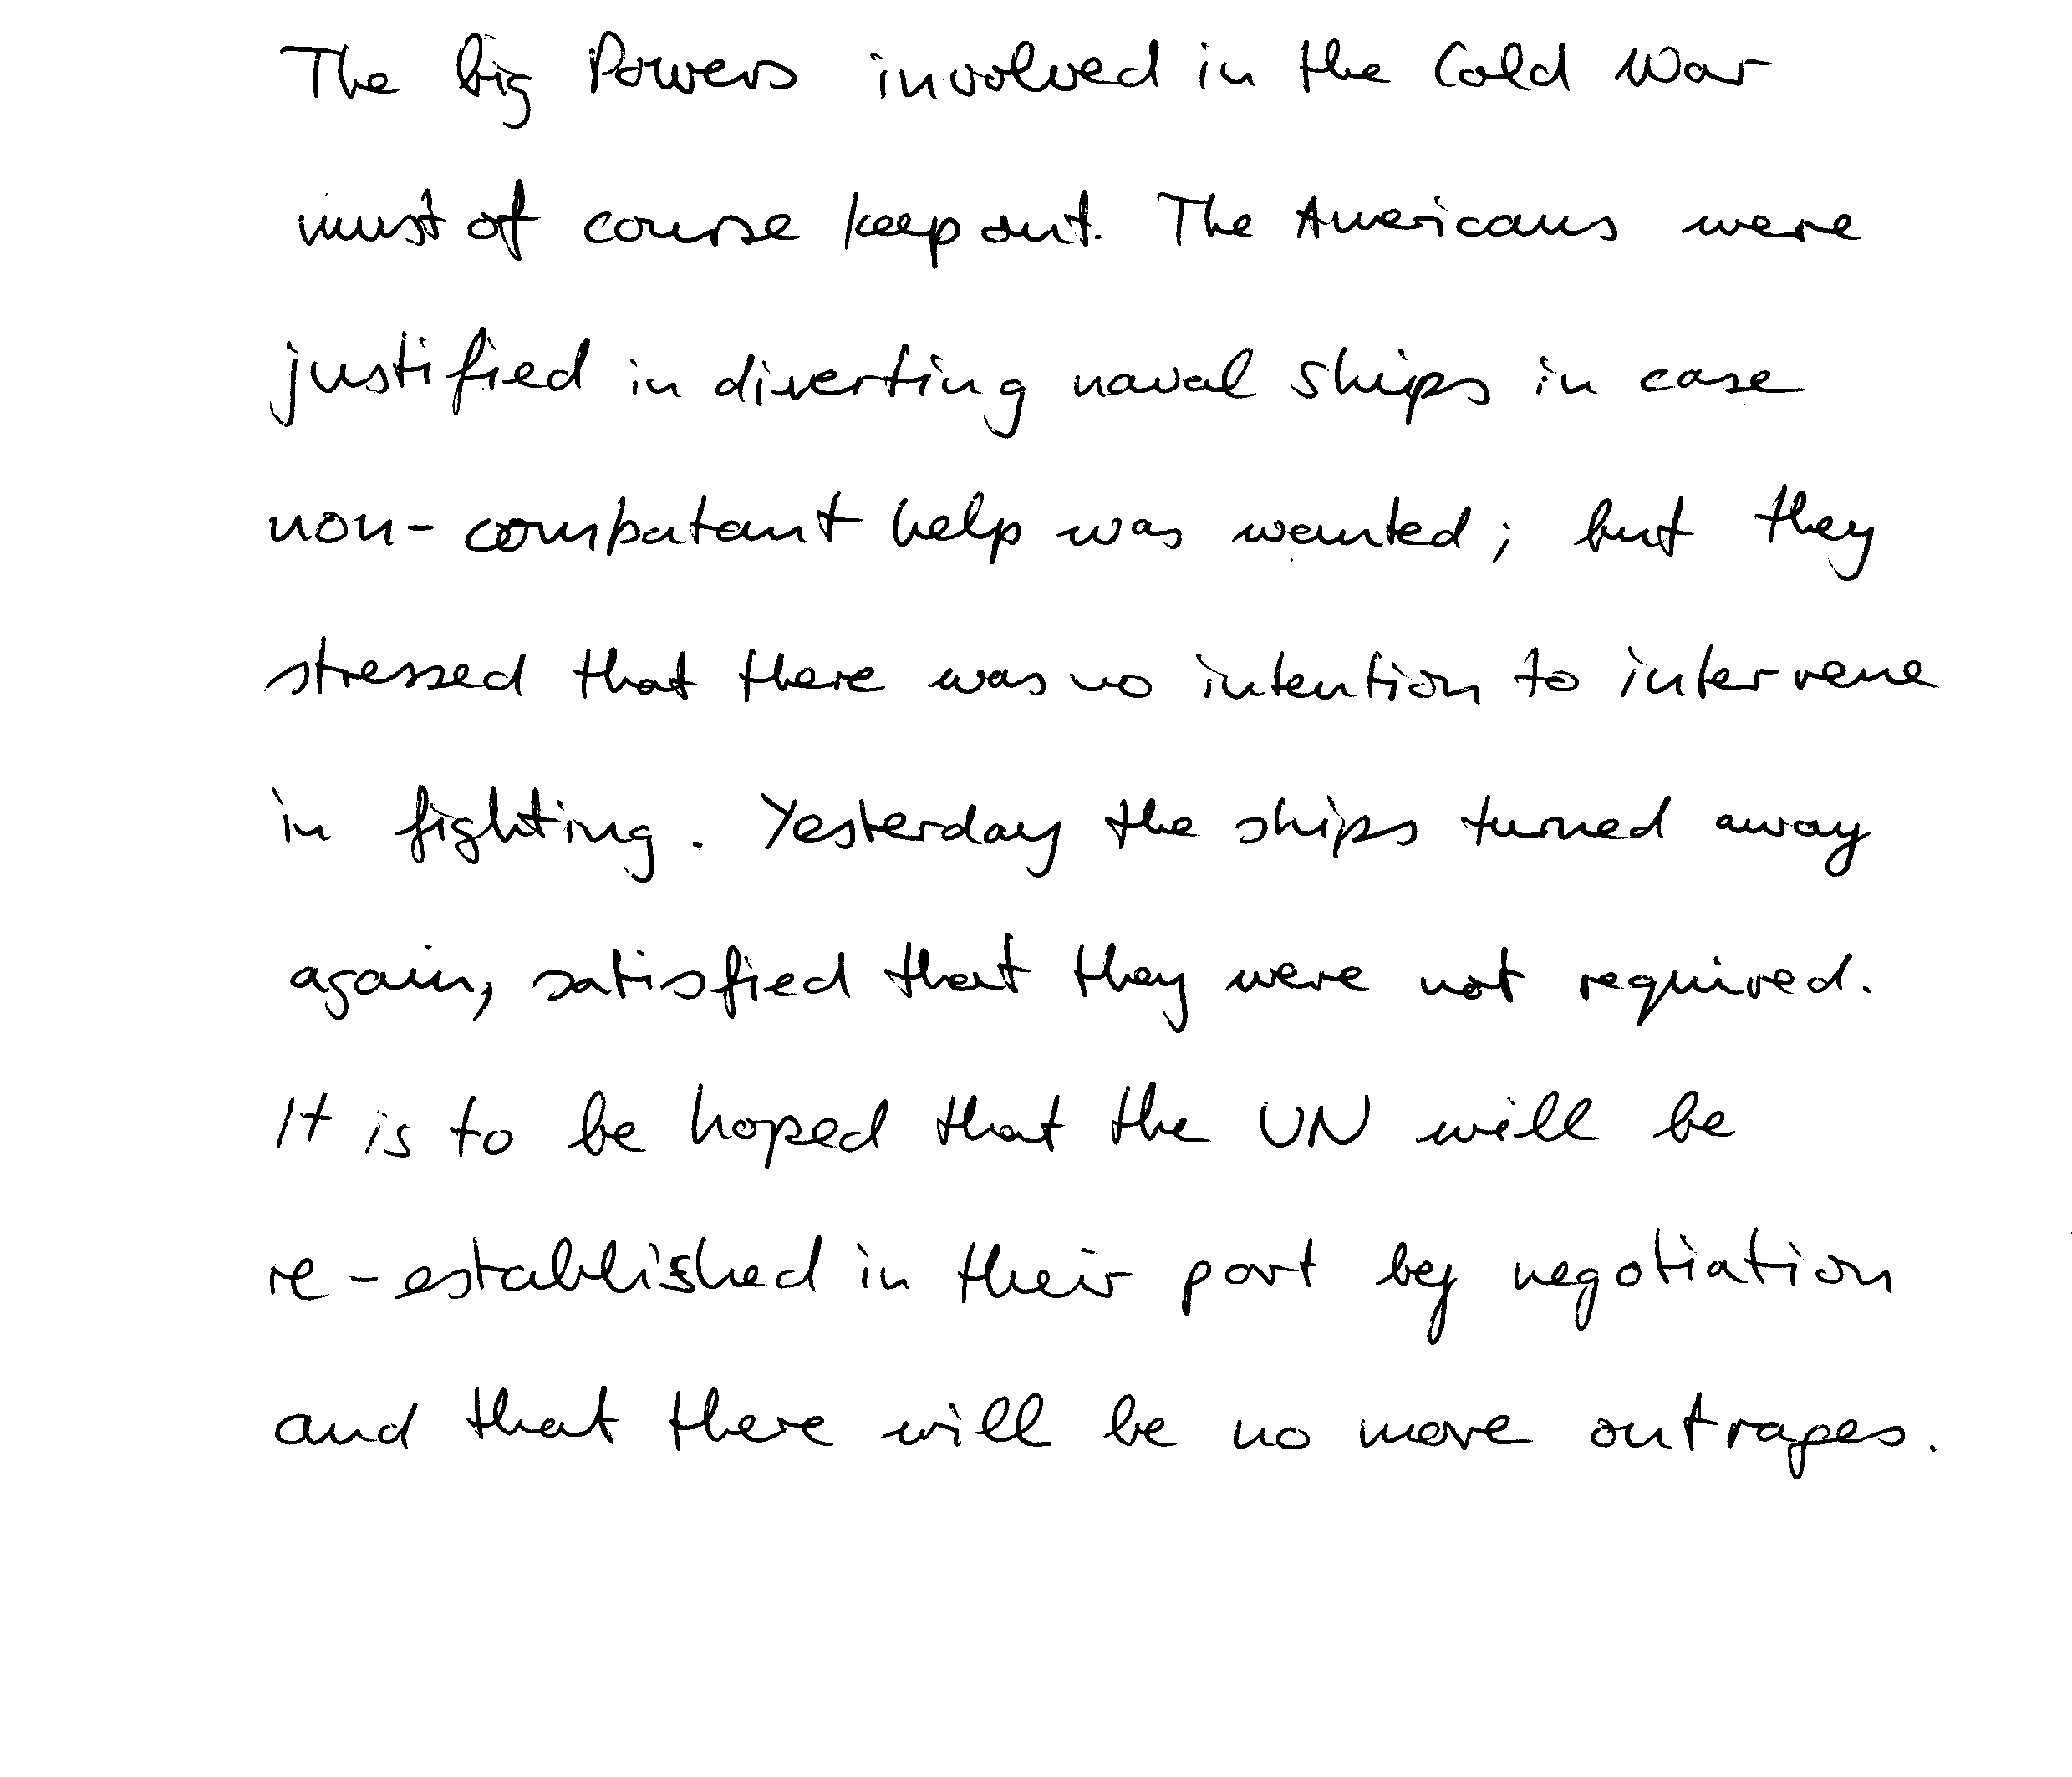 The big Powers involved in the Cold War
must of course keep out. The Americans were
justified in diverting naval ships in case
non-combatant help was wanted; but they
stressed that there was no intention to intervene
in fighting. Yesterday the ships turned away
again, satisfied that they were not required.
It is to be hoped that the UN will be
re-established in their port by negotiation
and that there will be no more outrages.